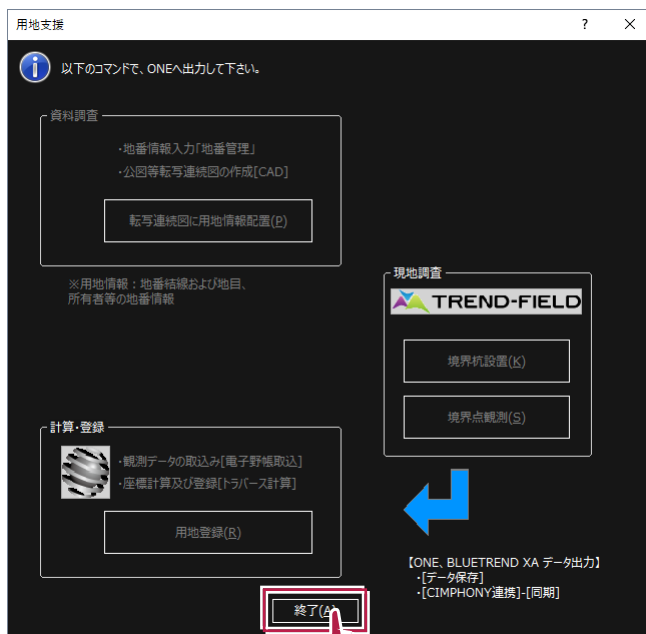 用地支援
? ×
以下のコマンドで、ONEへ出力して下さい。
資料調査
・地番情報入力「地番管理」
・公図等転写連続図の作成[CAD]
転写連続図に用地情報配置(P)
※用地情報：地番結線および地目、
所有者等の地番情報
現地調査
TREND-FIELD
境界杭設置(K)
境界点観測(S)
計算・登録
・観測データの取込み[電子野帳取込]
・座標計算及び登録[トラバース計算]
用地登録(R)
【ONE、BLUETREND XA データ出力】
・[データ保存]
・[CIMPHONY連携]-[同期]
終了(A)